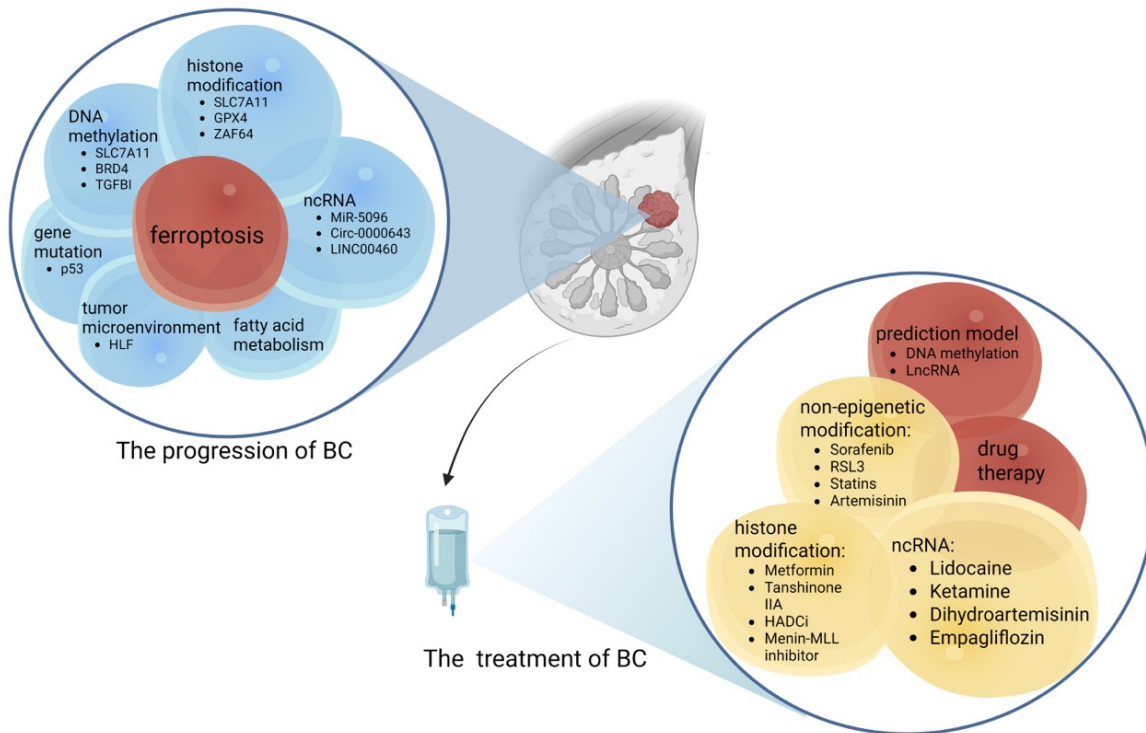 histone
modification
• SLC7A11
• GPX4
• ZAF64
DNA
methylation
• SLC7A11
• BRD4
• TGFBI
ferroptosis
ncRNA
• MiR-5096
• Circ-0000643
• LINC00460
gene
mutation
• p53
tumor
microenvironment
• HLF
fatty acid
metabolism
The progression of BC
prediction model
• DNA methylation
• LncRNA
non-epigenetic
modification:
• Sorafenib
• RSL3
• Statins
• Artemisinin
drug
therapy
histone
modification:
• Metformin
• Tanshinone
IIA
• HADCi
• Menin-MLL
inhibitor
ncRNA:
• Lidocaine
• Ketamine
• Dihydroartemisinin
• Empagliflozin
The treatment of BC